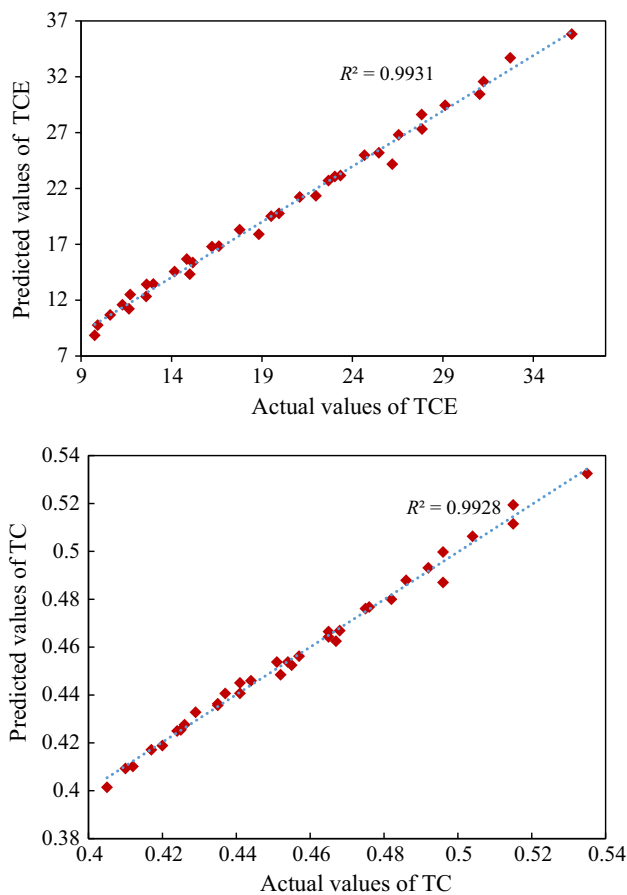 37
32
27
22
17
12
7
Predicted values of TCE
R² = 0.9931
9 14 19 24 29 34
Actual values of TCE
0.54
0.52
0.5
0.48
0.46
0.44
0.42
0.4
0.38
Predicted values of TC
R² = 0.9928
0.4 0.42 0.44 0.46 0.48 0.5 0.52 0.54
Actual values of TC